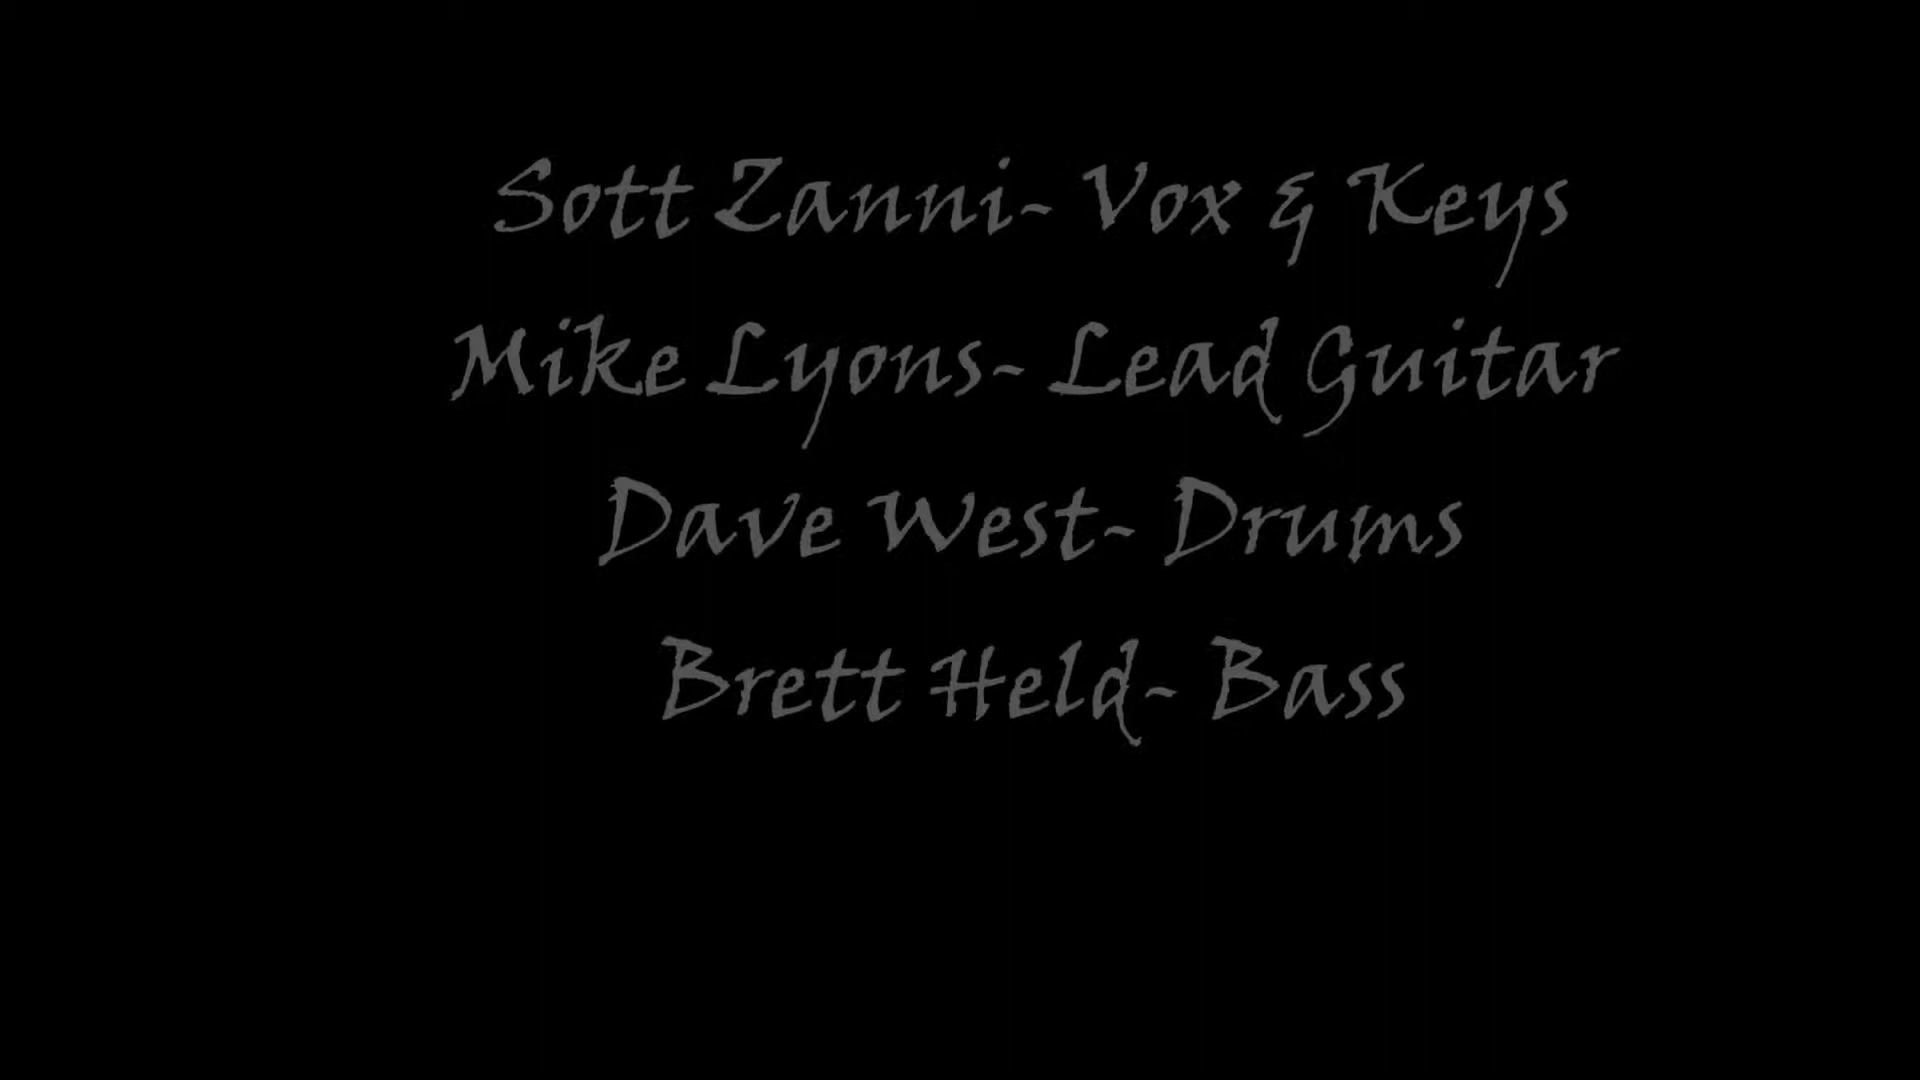 Sott Zanni- Vox & Keys
Mike Lyons- Lead Guitar
Dave West- Drums
Brett Held- Bass